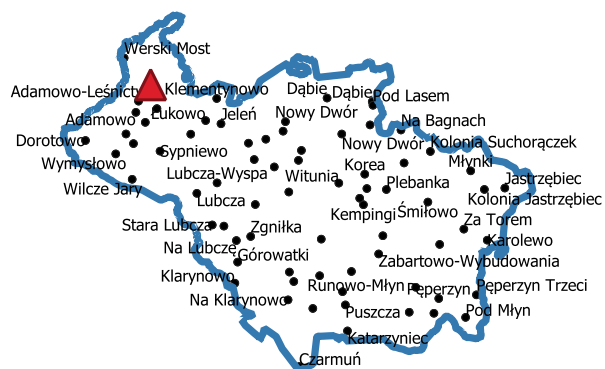 Werski Most
Adamowo-Leśnict
Klementynowo
Dąbie
Dąbie
Pod Lasem
Adamowo
Łukowo
Jeleń
Nowy Dwór
Na Bagnach
Dorotowo
Sypniewo
Nowy Dwór
Kolonia Suchorączek
Wymysłowo
Korea
Młynki
Wilcze Jary
Lubcza-Wyspa
Witunia
Plebanka
Jastrzębiec
Lubcza
Kempingi
Śmiłowo
Kolonia Jastrzębiec
Stara Lubcza
Zgniłka
Za Torem
Na Lubczę
Górowatki
Karolewo
Zabartowo-Wybudowania
Klarynowo
Runowo-Młyn
Pęperzyn
Pęperzyn Trzeci
Na Klarynowo
Puszcza
Pod Młyn
Katarzyniec
Czarmuń